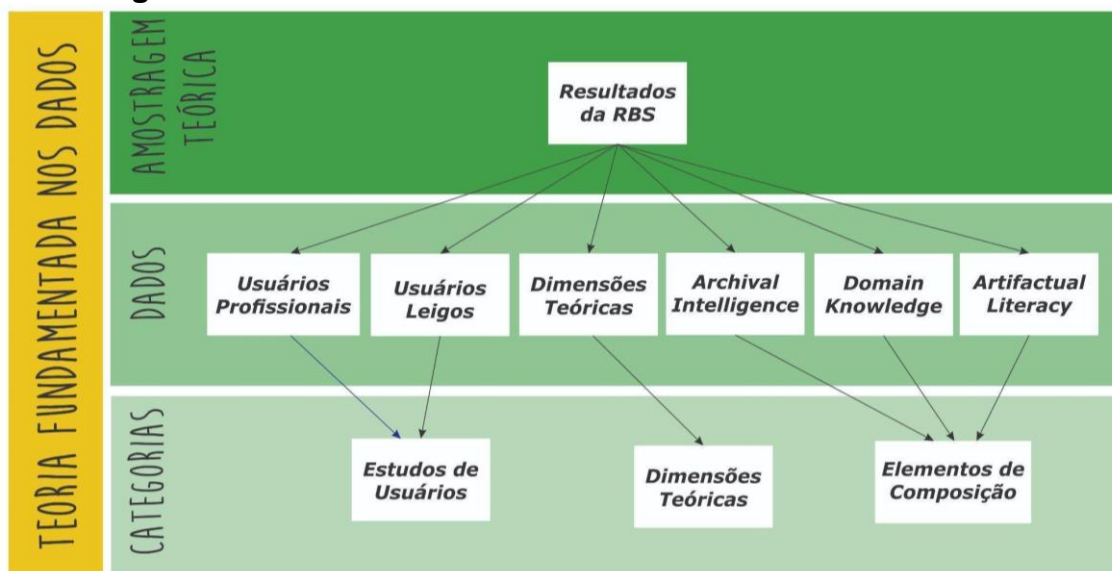 TEORIA FUNDAMENTADA NOS DADOS
AMOSTRAGEM
TEÓRICA
Resultados
da RBS
DADOS
Usuários
Profissionais
Usuários
Leigos
Dimensões
Teóricas
Archival
Intelligence
Domain
Knowledge
Artifactual
Literacy
CATEGORIAS
Estudos de
Usuários
Dimensões
Teóricas
Elementos de
Composição